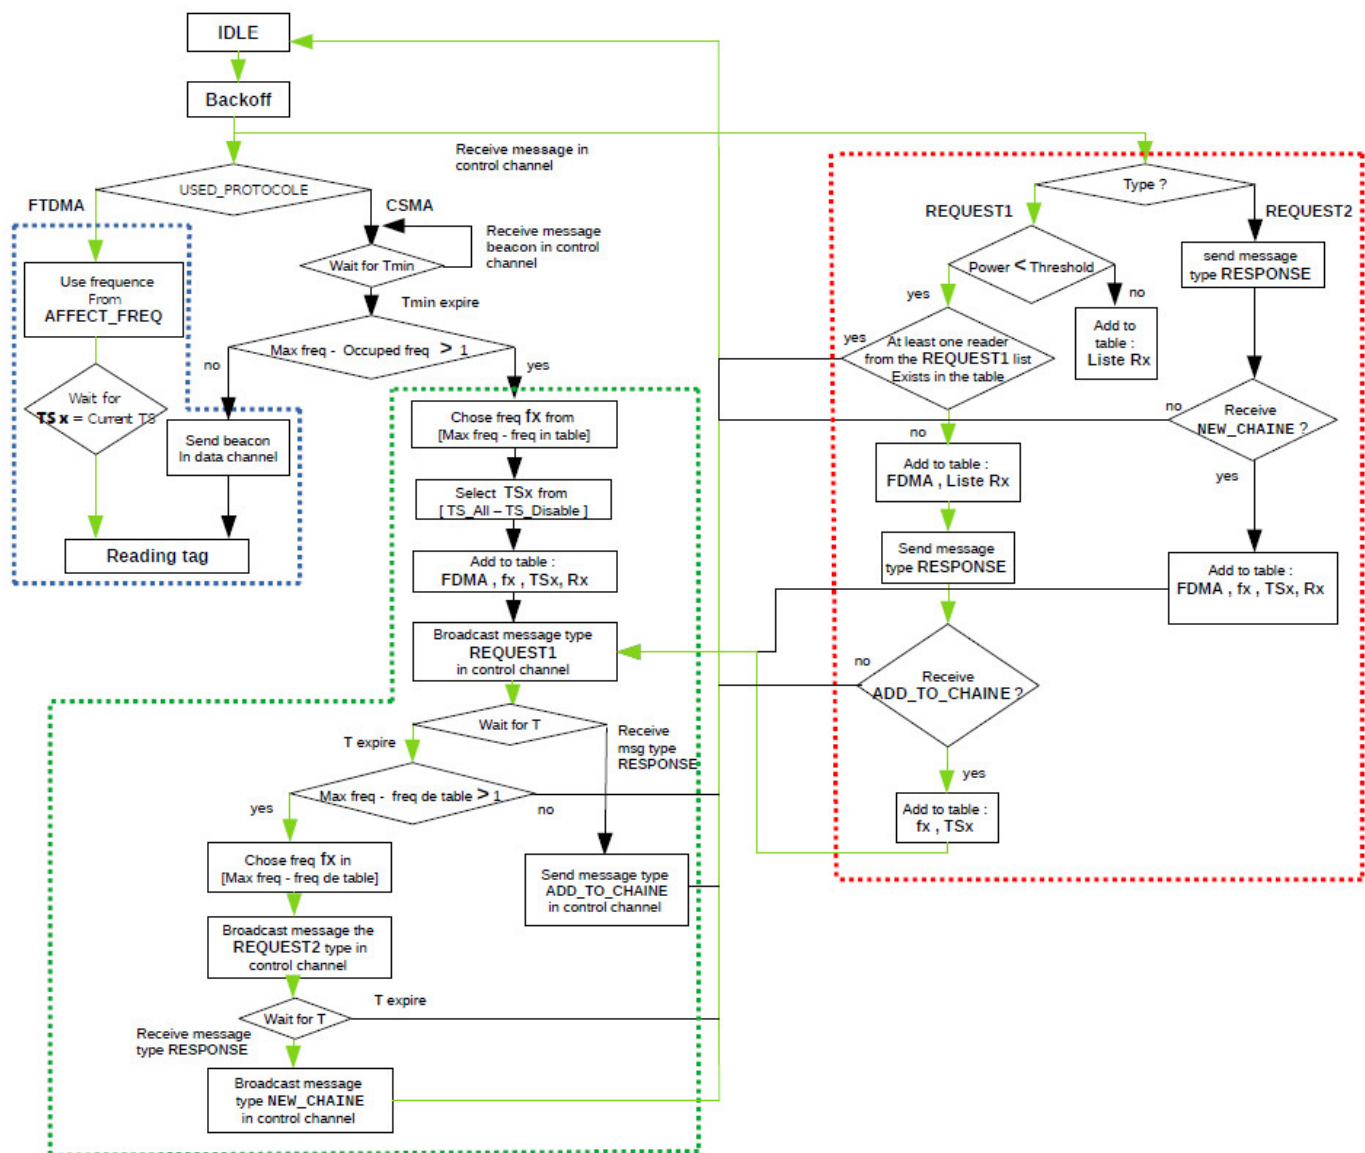 IDLE
Backoff
Receive message in
control channel
USED_PROTOCOLE
FTDMA
CSMA
Receive message
beacon in control
channel
Use frequence
From
AFFECT_FREQ
Wait for Tmin
Tmin expire
Max freq - Occuped freq > 1
no
yes
Wait for
TSx = Current TS
Send beacon
In data channel
Reading tag
Chose freq fx from
[Max freq - freq in table]
Select TSx from
[ TS_All – TS_Disable ]
Add to table :
FDMA , fx , TSx, Rx
Broadcast message type
REQUEST1
in control channel
Wait for T
T expire
Receive
msg type
RESPONSE
Max freq - freq de table > 1
yes
no
Chose freq fx in
[Max freq - freq de table]
Send message type
ADD_TO_CHAINE
in control channel
Broadcast message the
REQUEST2 type in
control channel
T expire
Wait for T
Receive message
type RESPONSE
Broadcast message
type NEW_CHAINE
in control channel
Type ?
REQUEST1
REQUEST2
Power < Threshold
send message
type RESPONSE
yes
no
Add to
table :
Liste Rx
yes
At least one reader
from the REQUEST1 list
Exists in the table
no
no
Receive
NEW_CHAINE ?
yes
Add to table :
FDMA , Liste Rx
Send message
type RESPONSE
Add to table :
FDMA , fx , TSx, Rx
no
Receive
ADD_TO_CHAINE ?
yes
Add to table :
fx , TSx